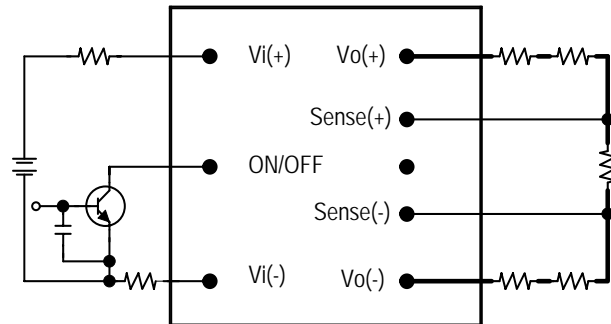 Vi(+) Vo(+)
Sense(+)
ON/OFF
Sense(-)
Vi(-) Vo(-)